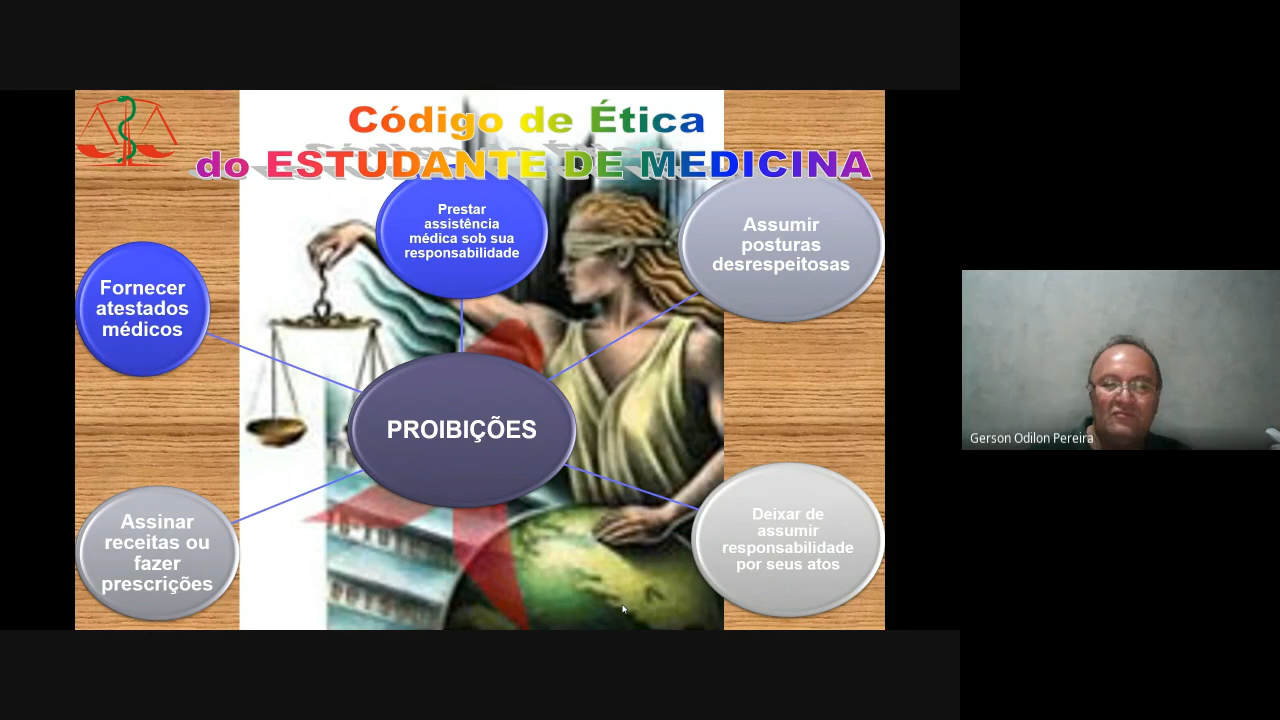 Código de Ética
do ESTUDANTE DE MEDICINA
Prestar
assistência
médica sob sua
responsabilidade
Assumir
posturas
desrespeitosas
Fornecer
atestados
médicos
PROIBIÇÕES
Assinar
receitas ou
fazer
prescrições
Deixar de
assumir
responsabilidade
por seus atos
Gerson Odilon Pereira